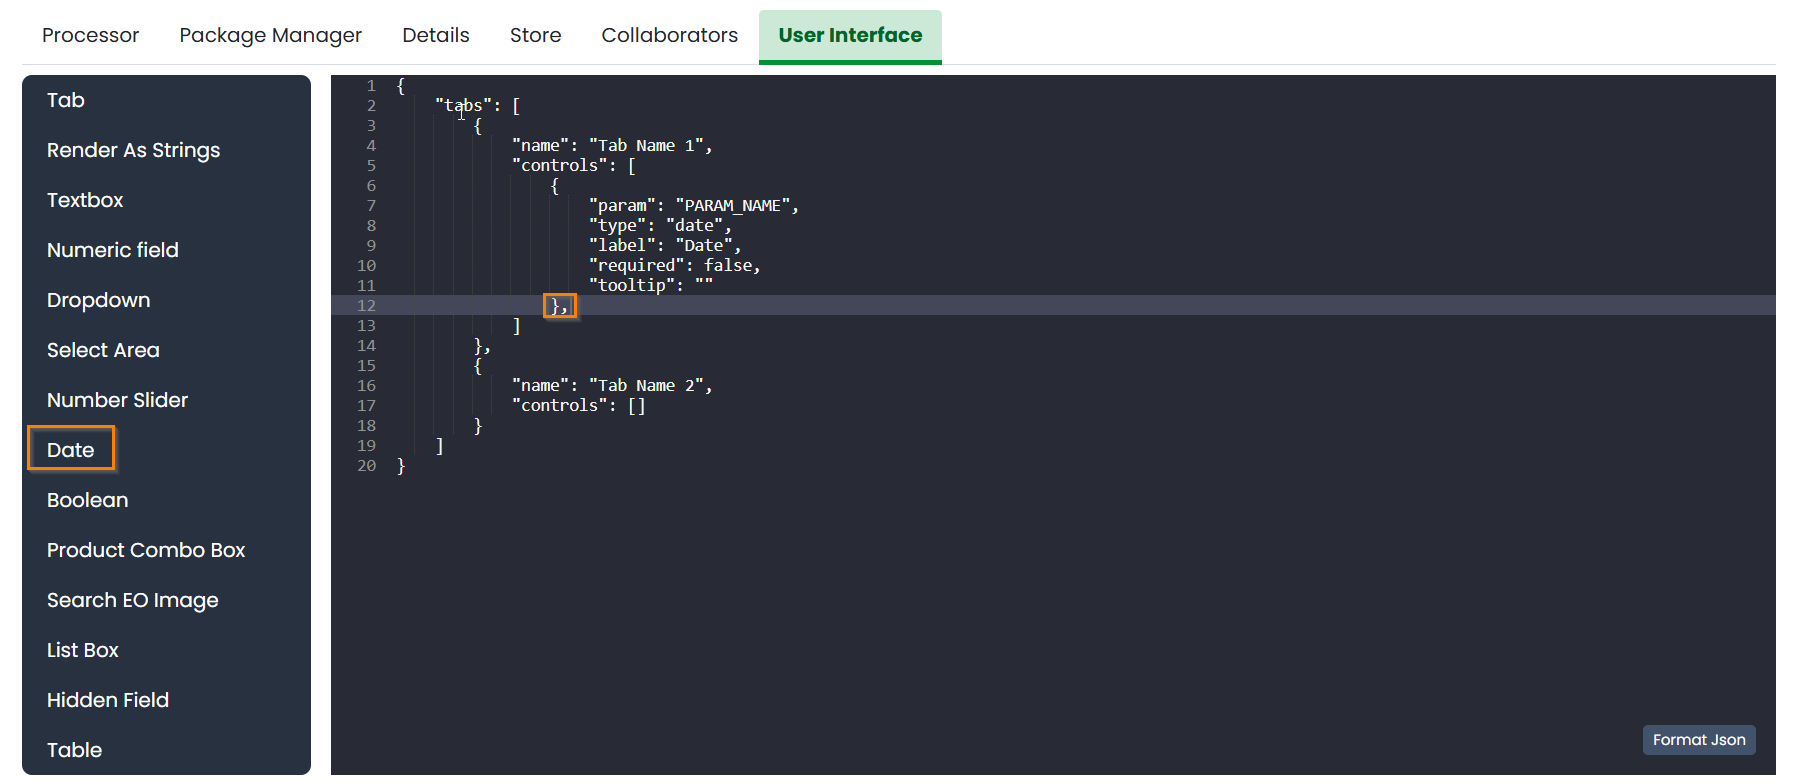 Processor Package Manager Details Store Collaborators User Interface
Tab
Render As Strings
Textbox
Numeric field
Dropdown
Select Area
Number Slider
Date
Boolean
Product Combo Box
Search EO Image
List Box
Hidden Field
Table
1 {
2     "tabs": [
3         {
4             "name": "Tab Name 1",
5             "controls": [
6                 {
7                     "param": "PARAM_NAME",
8                     "type": "date",
9                     "label": "Date",
10                     "required": false,
11                     "tooltip": ""
12                 },
13             ]
14         },
15         {
16             "name": "Tab Name 2",
17             "controls": []
18         }
19     ]
20 }
Format Json